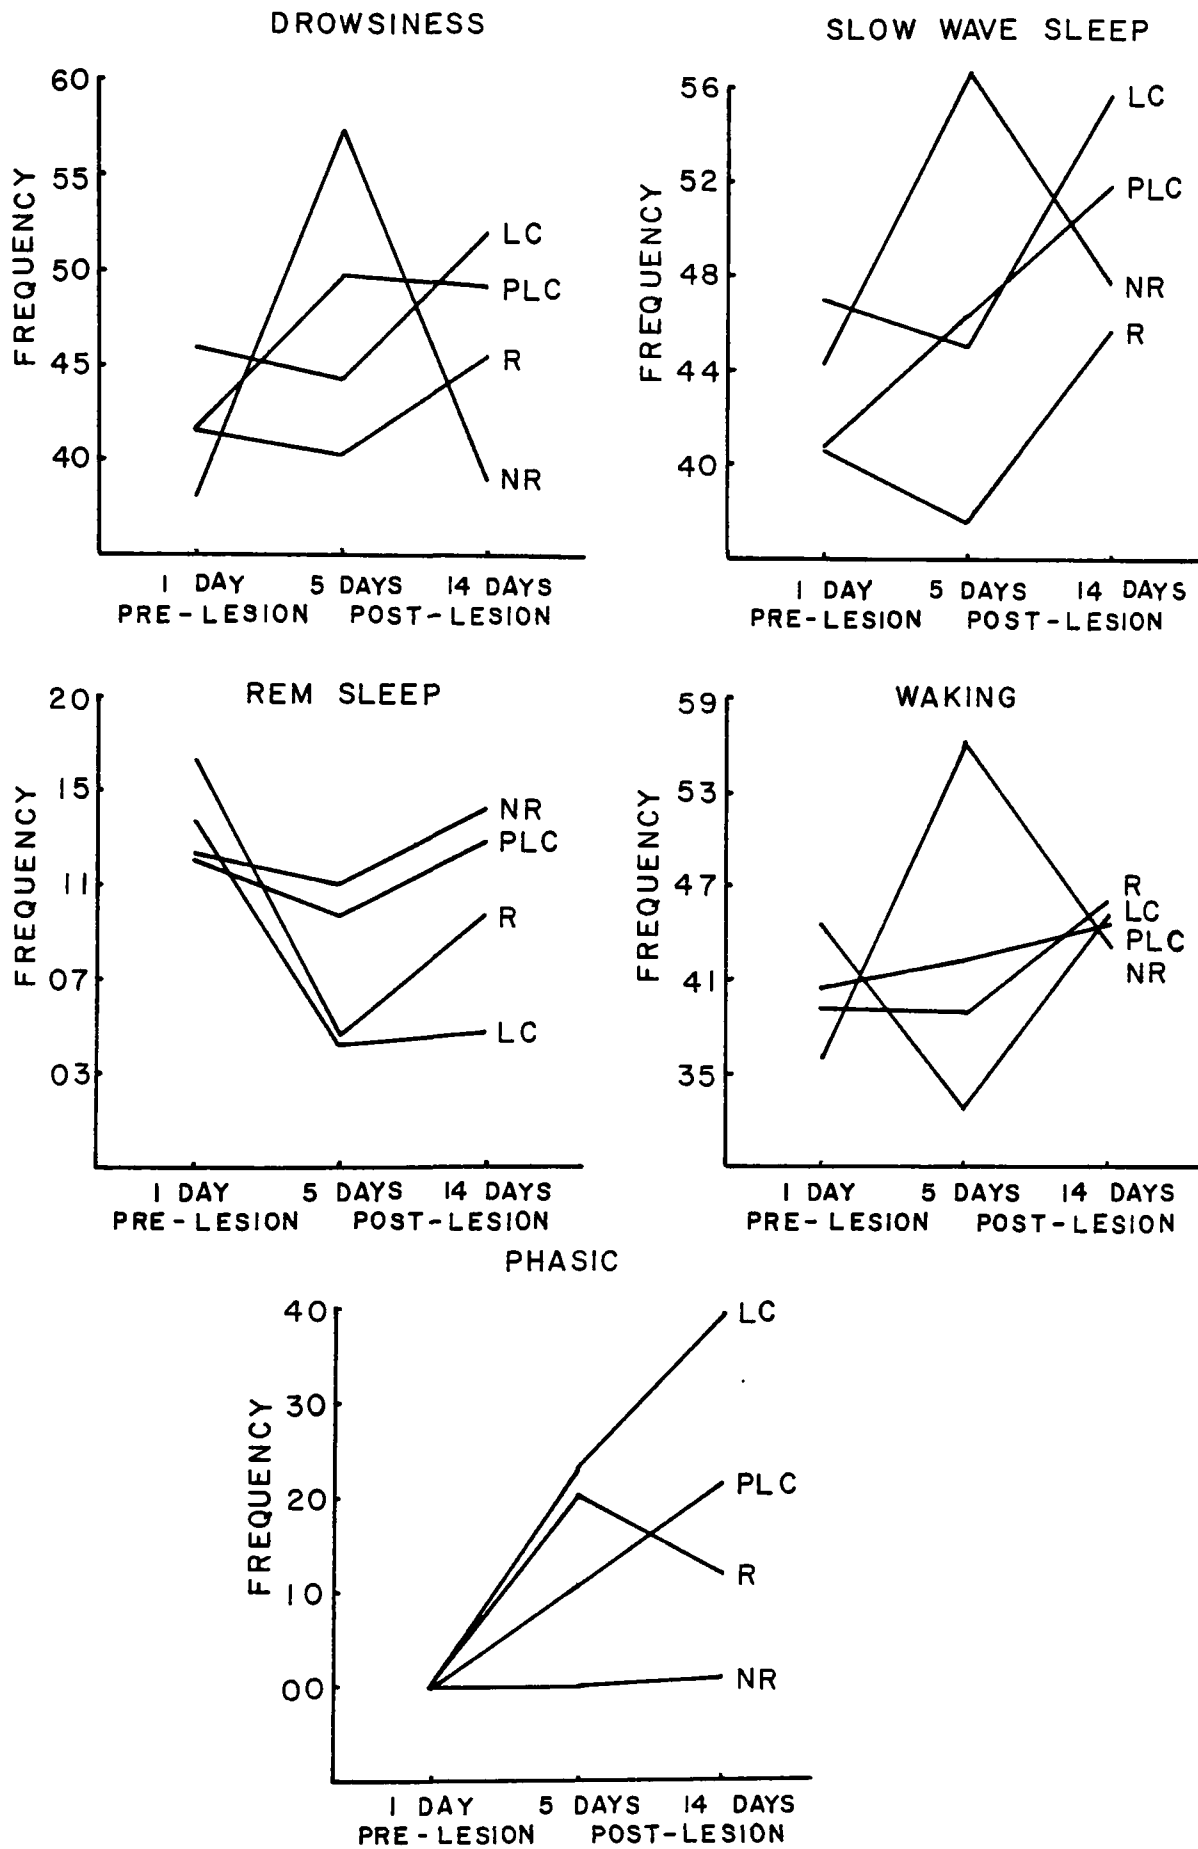 DROWSINESS
FREQUENCY
60
55
50
45
40
LC
PLC
R
NR
1 DAY 5 DAYS 14 DAYS
PRE-LESION POST-LESION
SLOW WAVE SLEEP
FREQUENCY
56
52
48
44
40
LC
PLC
NR
R
1 DAY 5 DAYS 14 DAYS
PRE-LESION POST-LESION
REM SLEEP
FREQUENCY
20
15
11
07
03
NR
PLC
R
LC
1 DAY 5 DAYS 14 DAYS
PRE-LESION POST-LESION
WAKING
FREQUENCY
59
53
47
41
35
R
LC
PLC
NR
1 DAY 5 DAYS 14 DAYS
PRE-LESION POST-LESION
PHASIC
FREQUENCY
40
30
20
10
00
LC
PLC
R
NR
1 DAY 5 DAYS 14 DAYS
PRE-LESION POST-LESION